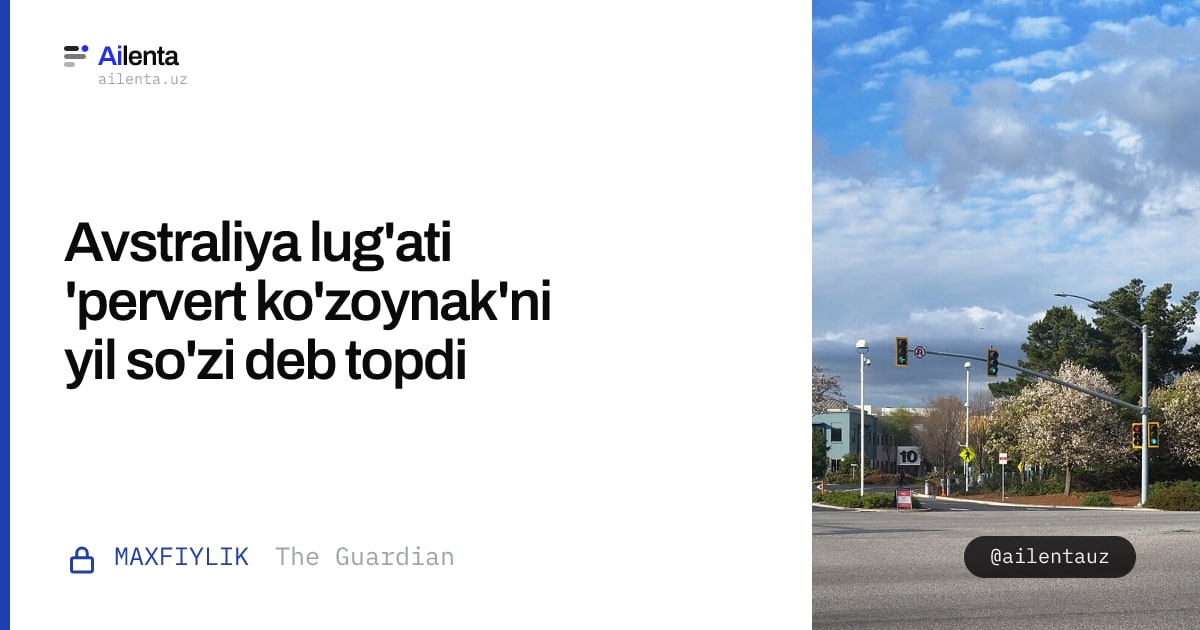 Ailenta
ailenta.uz
Avstraliya lug'ati
'pervert ko'zoynak'ni
yil so'zi deb topdi
MAXFIYLIK The Guardian
10
@ailentauz